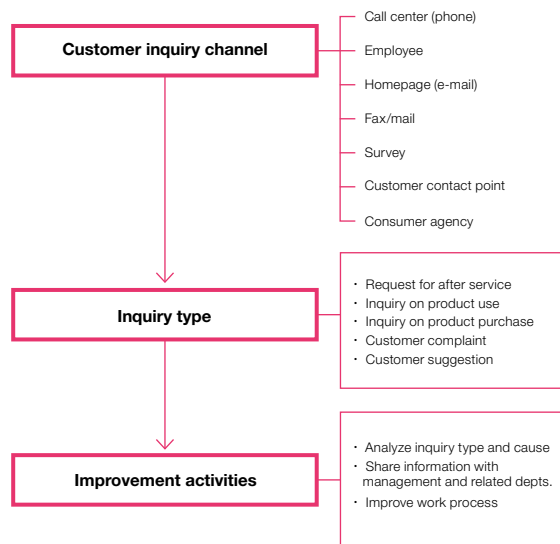 Customer inquiry channel
Call center (phone)
Employee
Homepage (e-mail)
Fax/mail
Survey
Customer contact point
Consumer agency
Inquiry type
· Request for after service
· Inquiry on product use
· Inquiry on product purchase
· Customer complaint
· Customer suggestion
Improvement activities
· Analyze inquiry type and cause
· Share information with
management and related depts.
· Improve work process